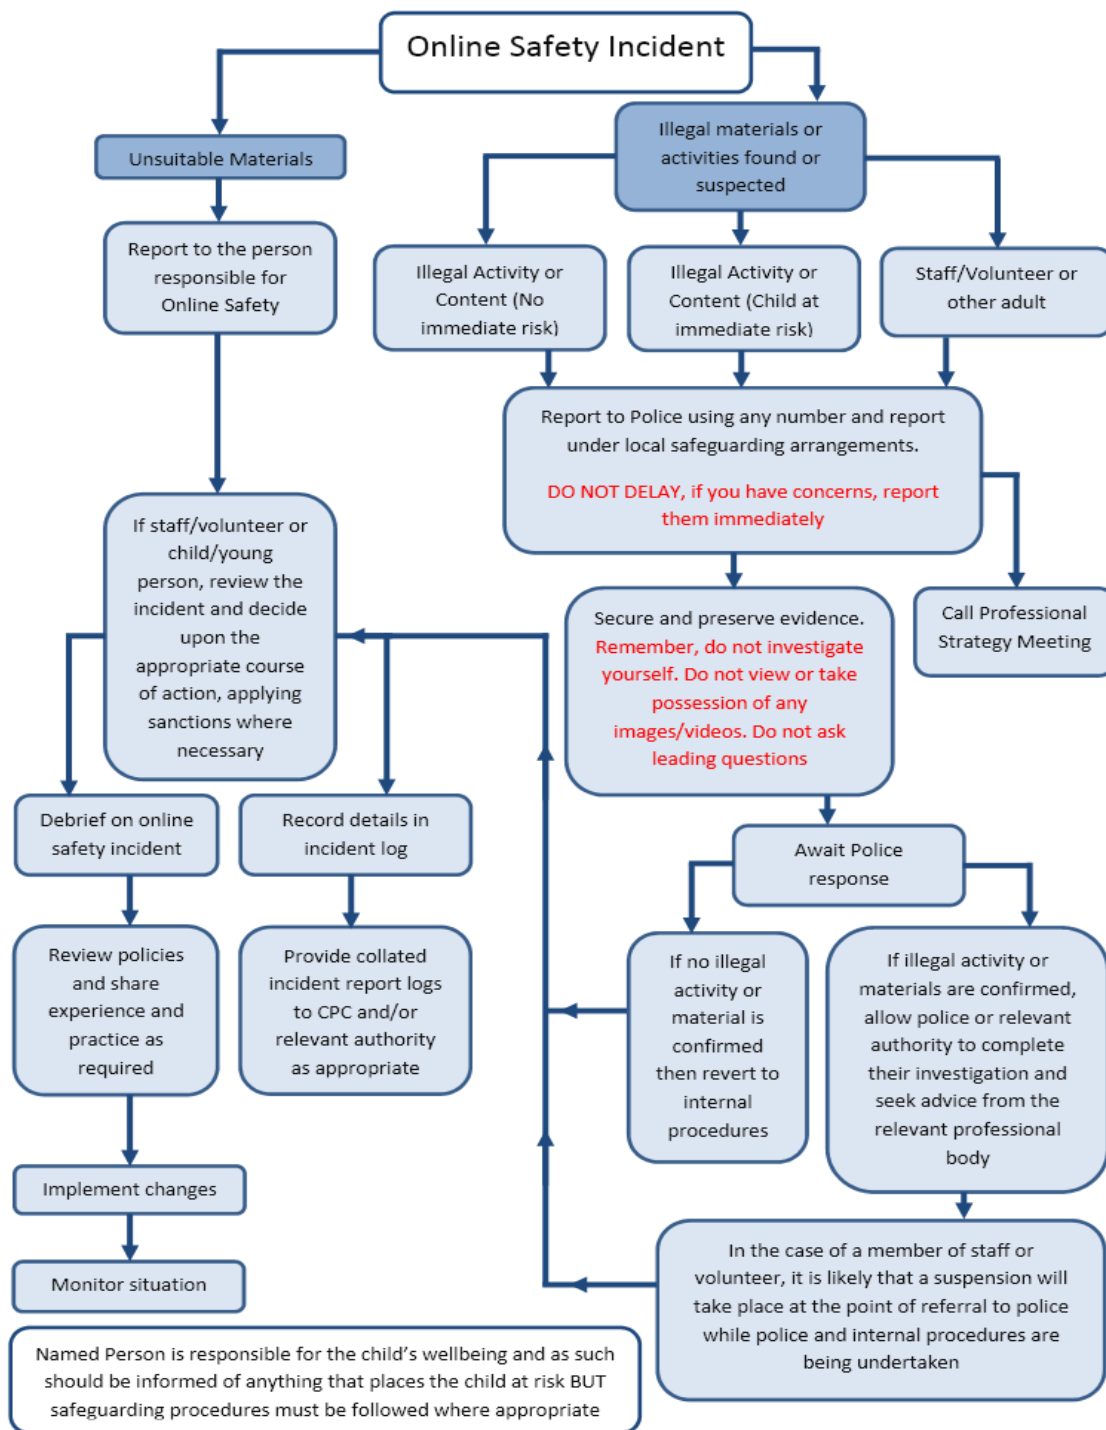 Online Safety Incident
Unsuitable Materials
Illegal materials or
activities found or
suspected
Report to the person
responsible for
Online Safety
Illegal Activity or
Content (No
immediate risk)
Illegal Activity or
Content (Child at
immediate risk)
Staff/Volunteer or
other adult
Report to Police using any number and report
under local safeguarding arrangements.
DO NOT DELAY, if you have concerns, report
them immediately
If staff/volunteer or
child/young
person, review the
incident and decide
upon the
appropriate course
of action, applying
sanctions where
necessary
Secure and preserve evidence.
Remember, do not investigate
yourself. Do not view or take
possession of any
images/videos. Do not ask
leading questions
Call Professional
Strategy Meeting
Debrief on online
safety incident
Record details in
incident log
Await Police
response
Review policies
and share
experience and
practice as
required
Provide collated
incident report logs
to CPC and/or
relevant authority
as appropriate
If no illegal
activity or
material is
confirmed
then revert to
internal
procedures
If illegal activity or
materials are confirmed,
allow police or relevant
authority to complete
their investigation and
seek advice from the
relevant professional
body
Implement changes
Monitor situation
In the case of a member of staff or
volunteer, it is likely that a suspension will
take place at the point of referral to police
while police and internal procedures are
being undertaken
Named Person is responsible for the child’s wellbeing and as such
should be informed of anything that places the child at risk BUT
safeguarding procedures must be followed where appropriate